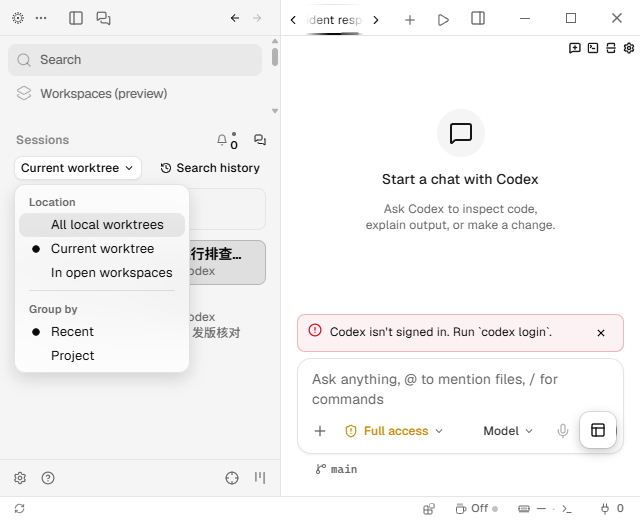 dent resp
Search
Workspaces (preview)
Sessions
0
Current worktree
Search history
Location
All local worktrees
Current worktree
In open workspaces
Group by
Recent
Project
行排查...
odex
odex
发版核对
Start a chat with Codex
Ask Codex to inspect code,
explain output, or make a change.
Codex isn't signed in. Run `codex login`.
Ask anything, @ to mention files, / for
commands
Full access
Model
main
Off
0